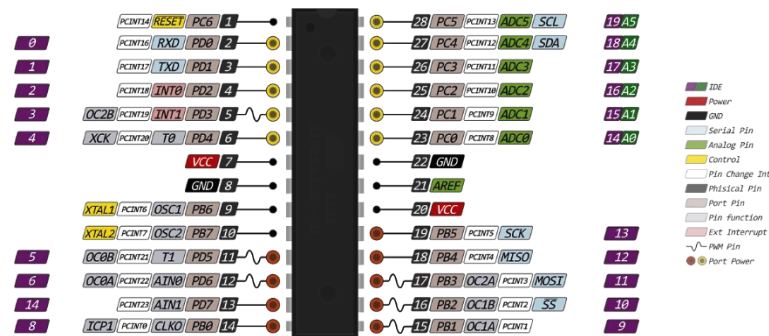 PCINT14 RESET PC6 1
0 PCINT16 RXD PD0 2
1 PCINT17 TXD PD1 3
2 PCINT18 INT0 PD2 4
3 OC2B PCINT19 INT1 PD3 5
4 XCK PCINT20 T0 PD4 6
VCC 7
GND 8
XTAL1 PCINT6 OSC1 PB6 9
XTAL2 PCINT7 OSC2 PB7 10
5 OC0B PCINT21 T1 PD5 11
6 OC0A PCINT22 AIN0 PD6 12
14 PCINT23 AIN1 PD7 13
8 ICP1 PCINT0 CLKO PB0 14
28 PC5 PCINT13 ADC5 SCL 19 A5
27 PC4 PCINT12 ADC4 SDA 18 A4
26 PC3 PCINT11 ADC3 17 A3
25 PC2 PCINT10 ADC2 16 A2
24 PC1 PCINT9 ADC1 15 A1
23 PC0 PCINT8 ADC0 14 A0
22 GND
21 AREF
20 VCC
19 PB5 PCINT5 SCK 13
18 PB4 PCINT4 MISO 12
17 PB3 OC2A PCINT3 MOSI 11
16 PB2 OC1B PCINT2 SS 10
15 PB1 OC1A PCINT1 9
IDE
Power
GND
Serial Pin
Analog Pin
Control
Pin Change Int
Phisical Pin
Port Pin
Pin function
Ext Interrupt
PWM Pin
Port Power